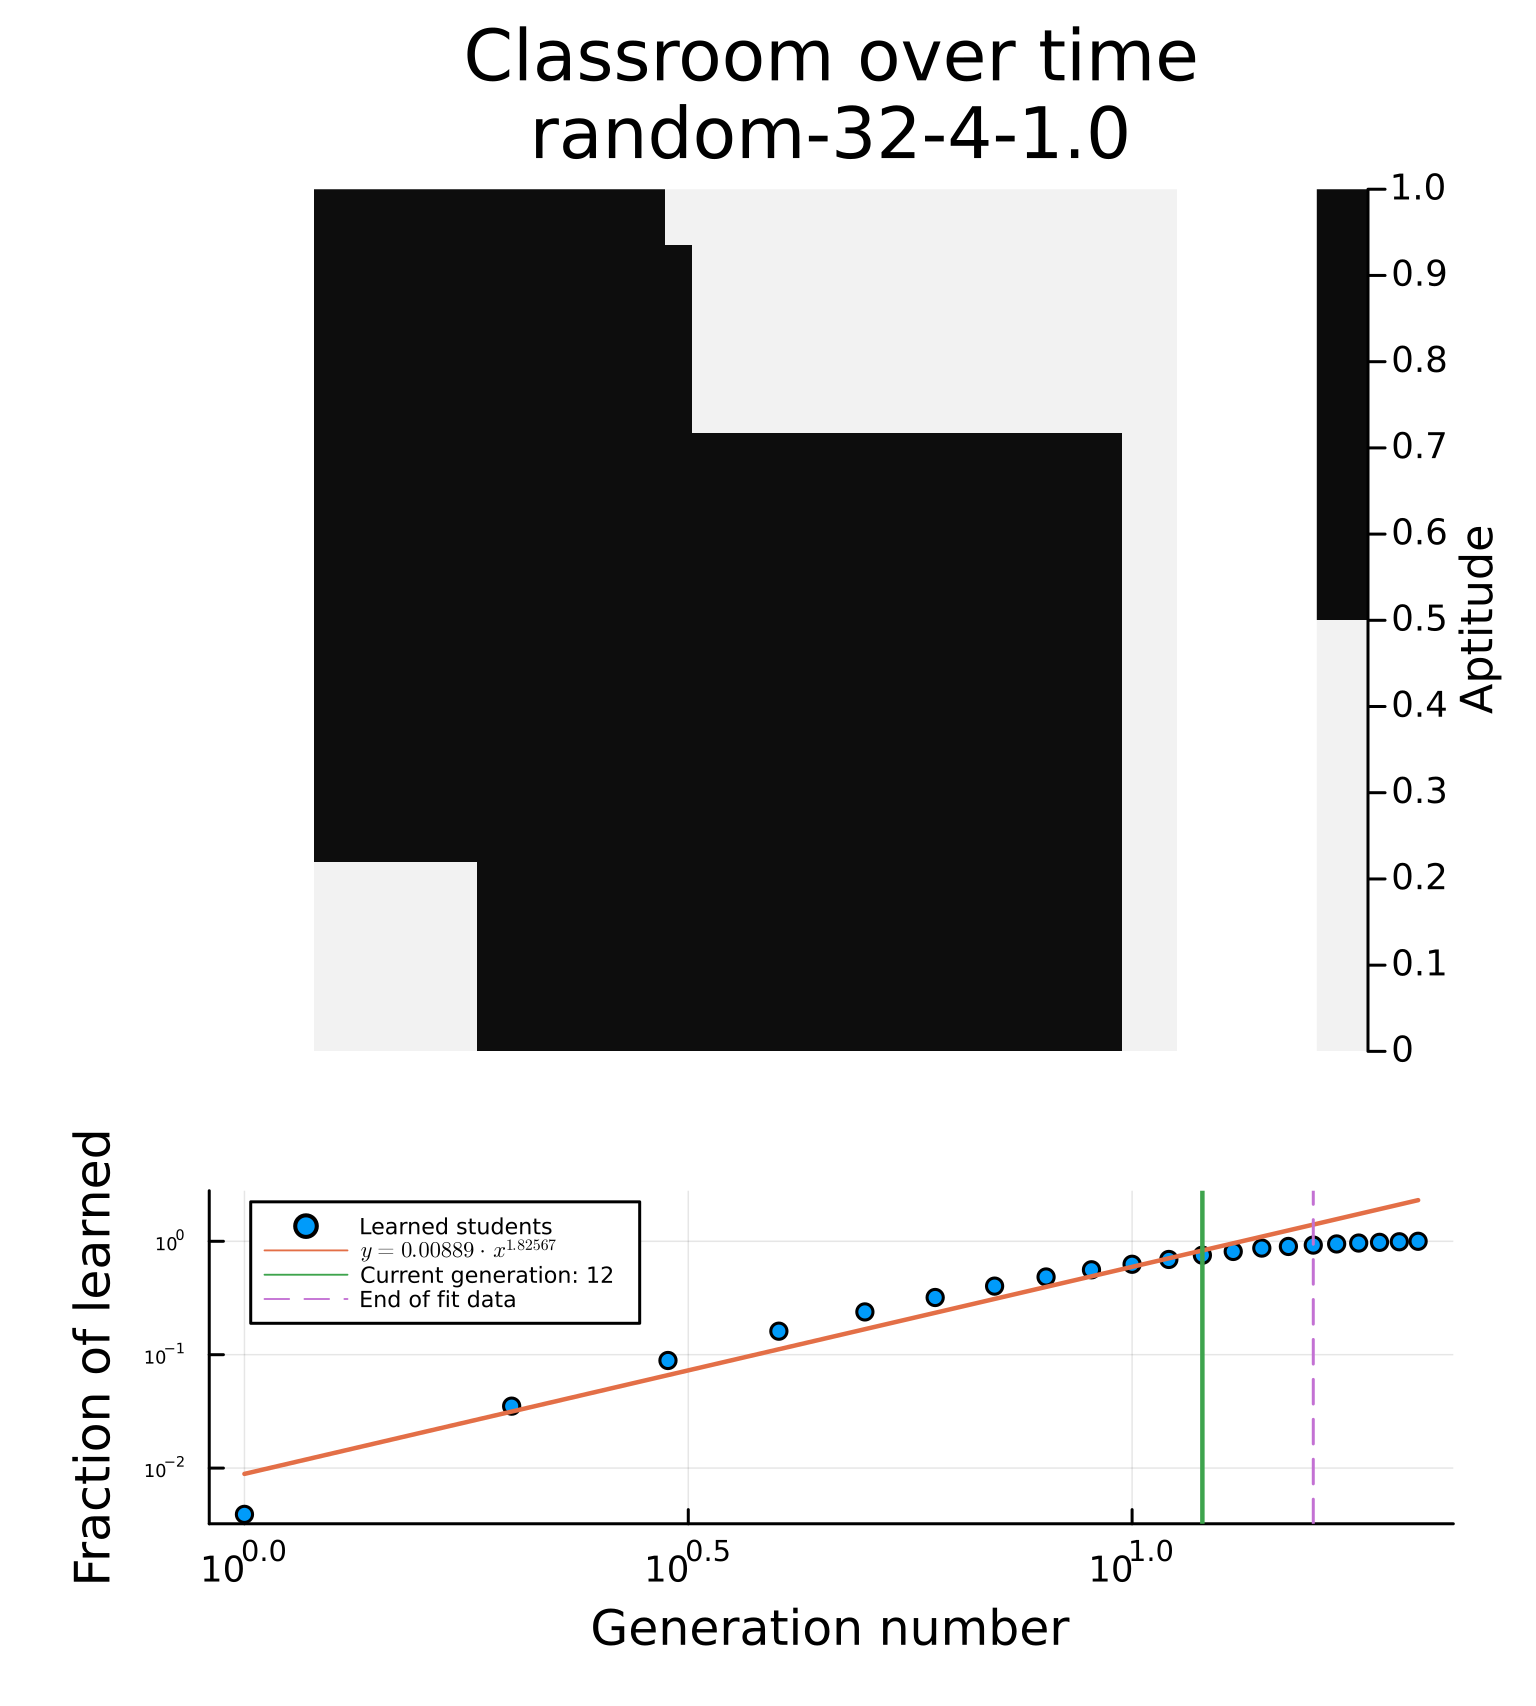 Classroom over time
random-32-4-1.0
1.0
0.9
0.8
0.7
0.6
0.5
0.4
0.3
0.2
0.1
0
Aptitude
Fraction of learned
10⁰
10⁻¹
10⁻²
Learned students
y = 0.00889 · x^1.82567
Current generation: 12
End of fit data
10^0.0
10^0.5
10^1.0
Generation number